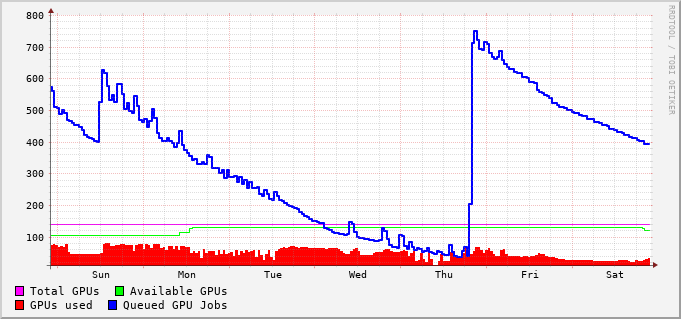 800
700
600
500
400
300
200
100
Sun Mon Tue Wed Thu Fri Sat
Total GPUs Available GPUs
GPUs used Queued GPU Jobs
RRDTOOL / TOBI OETIKER